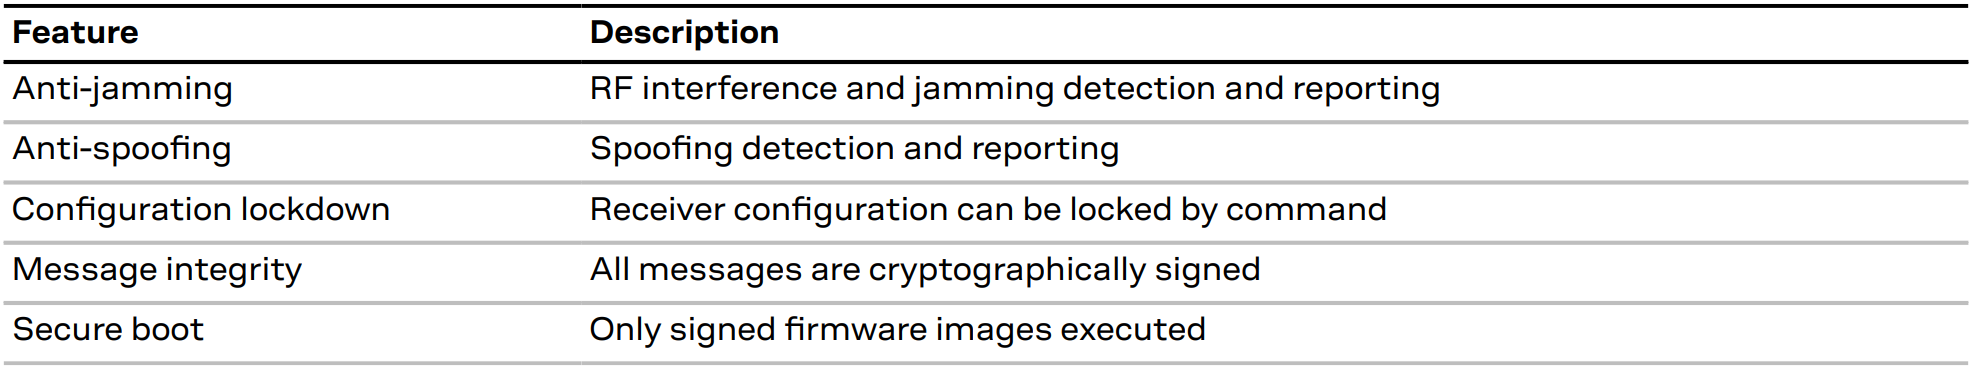 Feature Description
Anti-jamming RF interference and jamming detection and reporting
Anti-spoofing Spoofing detection and reporting
Configuration lockdown Receiver configuration can be locked by command
Message integrity All messages are cryptographically signed
Secure boot Only signed firmware images executed